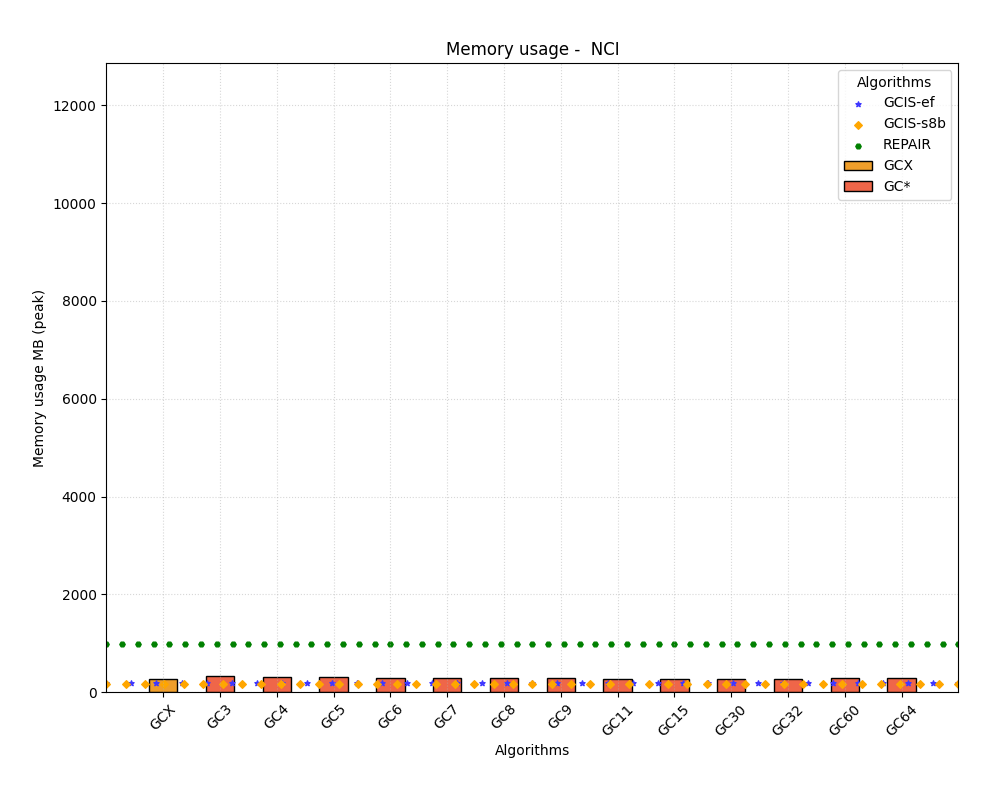 Memory usage -  NCI
Algorithms
GCIS-ef
GCIS-s8b
REPAIR
GCX
GC*
12000
10000
8000
6000
4000
2000
0
Memory usage MB (peak)
GCX
GC3
GC4
GC5
GC6
GC7
GC8
GC9
GC11
GC15
GC30
GC32
GC60
GC64
Algorithms